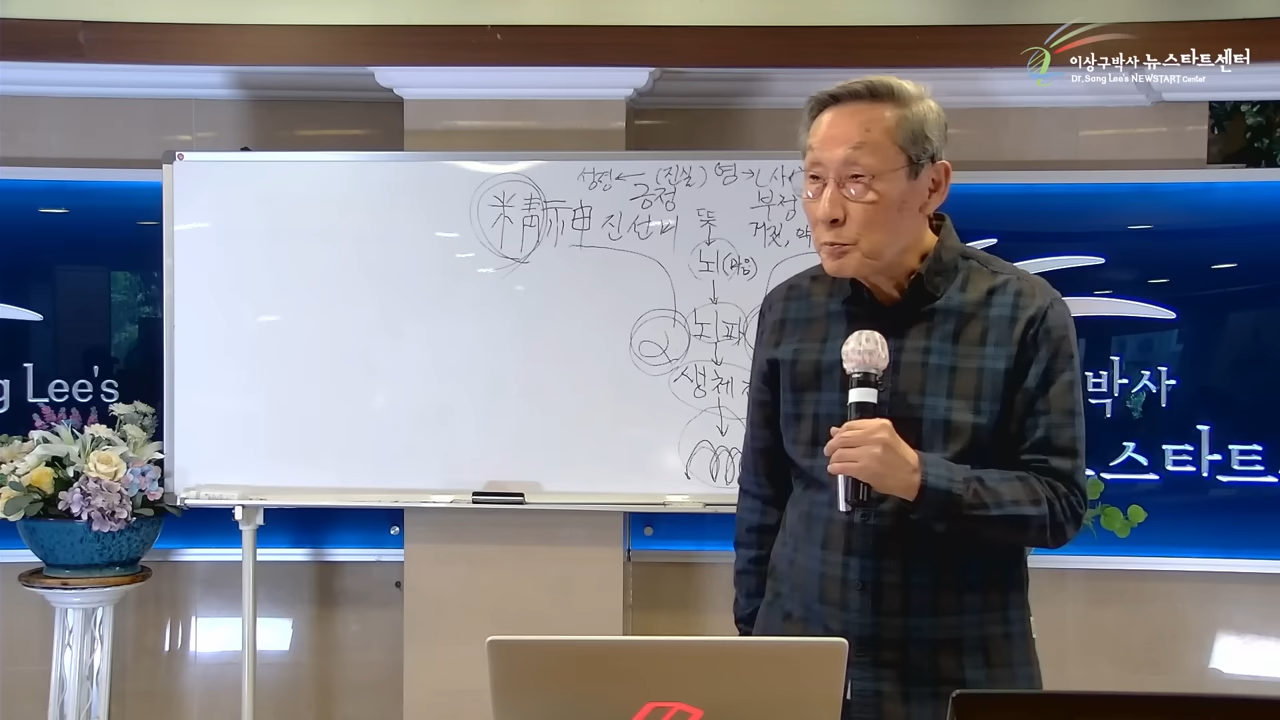 이상구박사 뉴스타트센터
Dr. Sang Lee's NEWSTART Center
성령 ← (진실) 영 → (사
긍정 부정
精神 진선미 뜻 거짓, 악
뇌 (마음)
Q 뇌파
생체
g Lee's
박사
스타트